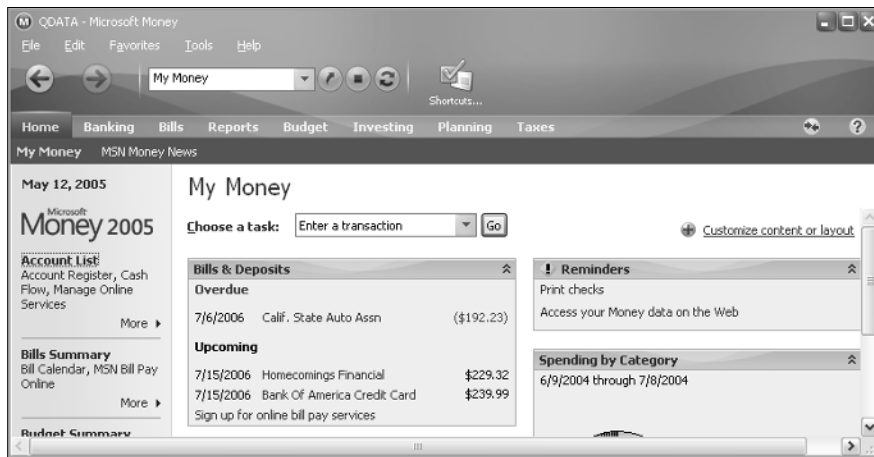 QDATA - Microsoft Money
File Edit Favorites Tools Help
My Money
Shortcuts...
Home Banking Bills Reports Budget Investing Planning Taxes
My Money MSN Money News
May 12, 2005
Microsoft
Money 2005
Account List
Account Register, Cash
Flow, Manage Online
Services
More
Bills Summary
Bill Calendar, MSN Bill Pay
Online
More
Budget Summary
My Money
Choose a task: Enter a transaction Go
Customize content or layout
Bills & Deposits
Overdue
7/6/2006 Calif. State Auto Assn ($192.23)
Upcoming
7/15/2006 Homecomings Financial $229.32
7/15/2006 Bank Of America Credit Card $239.99
Sign up for online bill pay services
! Reminders
Print checks
Access your Money data on the Web
Spending by Category
6/9/2004 through 7/8/2004